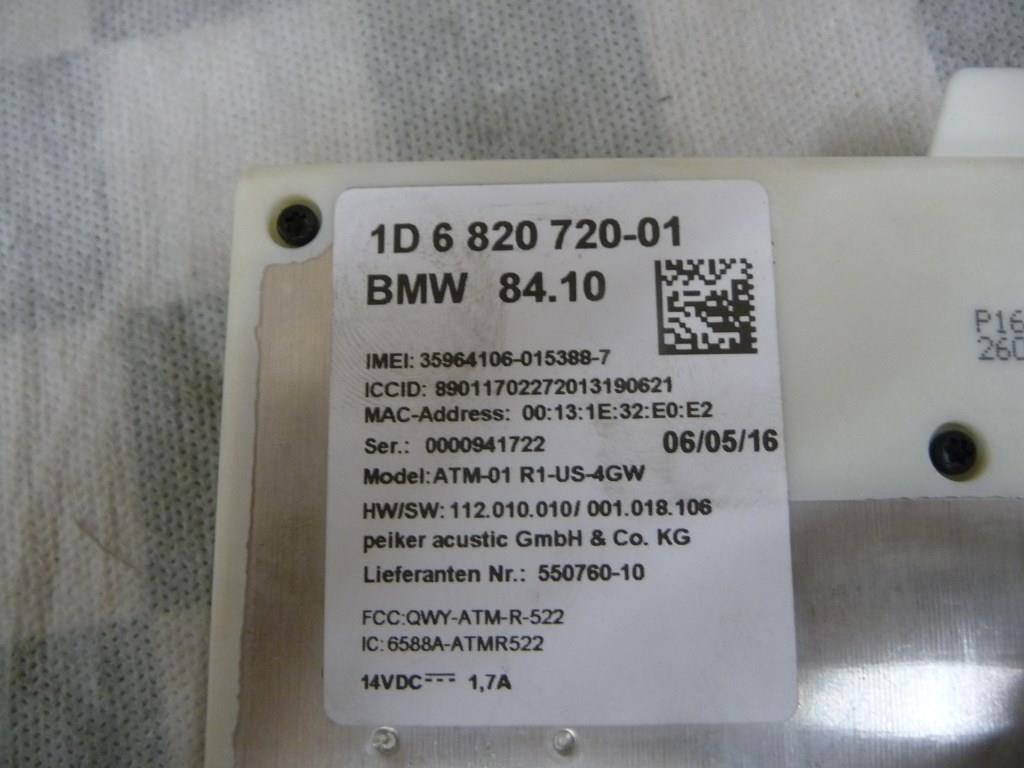 1D 6 820 720-01
BMW 84.10
IMEI: 35964106-015388-7
ICCID: 89011702272013190621
MAC-Address: 00:13:1E:32:E0:E2
Ser.: 0000941722 06/05/16
Model:ATM-01 R1-US-4GW
HW/SW: 112.010.010/ 001.018.106
peiker acustic GmbH & Co. KG
Lieferanten Nr.: 550760-10
FCC:QWY-ATM-R-522
IC:6588A-ATMR522
14VDC 1,7A
P16
260